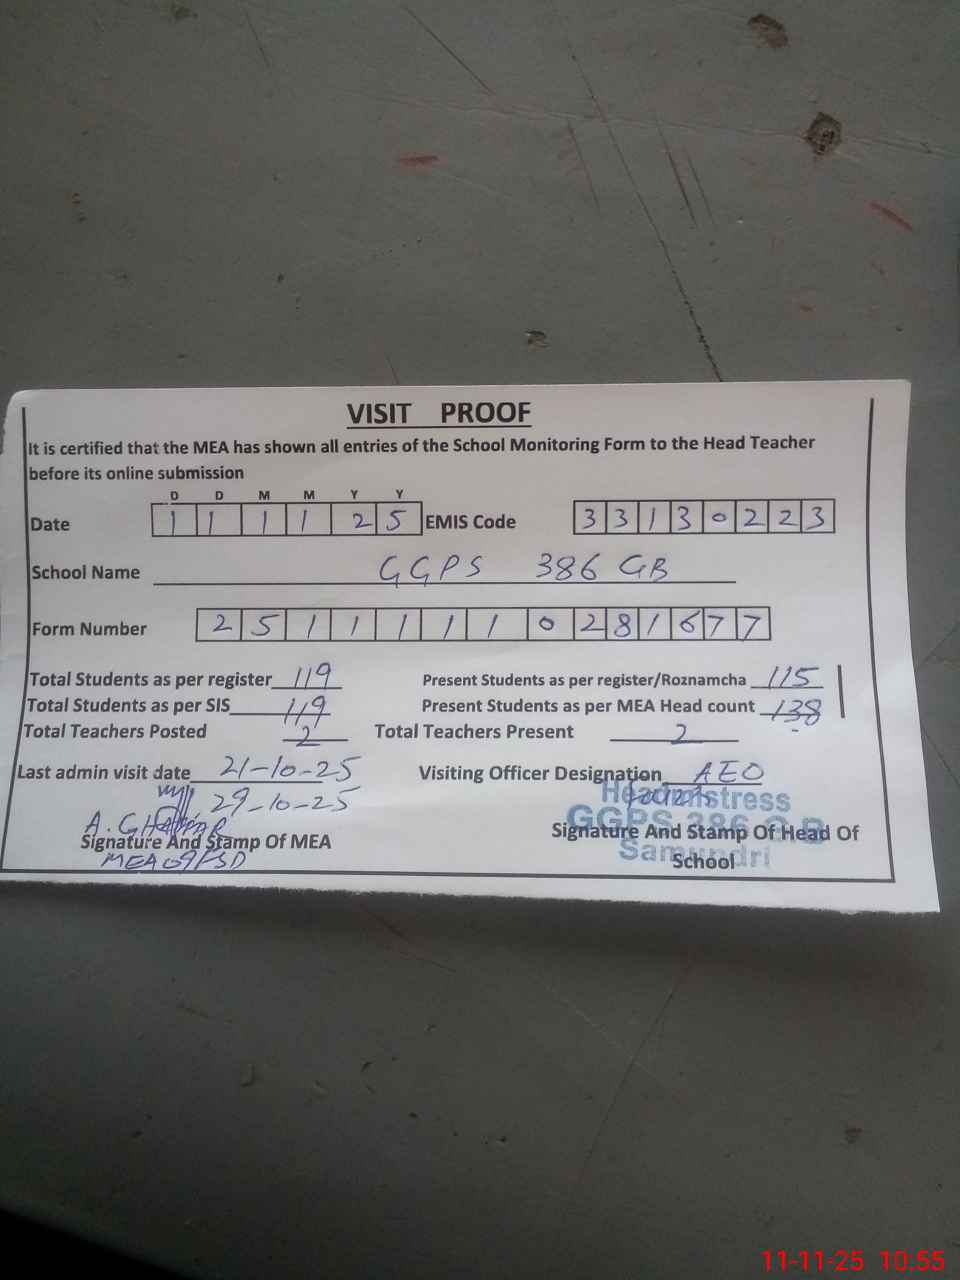 VISIT PROOF
It is certified that the MEA has shown all entries of the School Monitoring Form to the Head Teacher
before its online submission
D D M M Y Y
Date 1 1 1 1 2 5 EMIS Code 3 3 1 3 0 2 2 3
School Name GGPS 386 GB
Form Number 2 5 1 1 1 1 1 0 2 8 1 6 7 7
Total Students as per register 119 Present Students as per register/Roznamcha 115
Total Students as per SIS 119 Present Students as per MEA Head count 138
Total Teachers Posted 2 Total Teachers Present 2
Last admin visit date 21-10-25 Visiting Officer Designation AEO
29-10-25 Headmistress
A. GHAFFAR GGPS 386 G.B
Signature And Stamp Of MEA Signature And Stamp Of Head Of
MEA Samundri
School
11-11-25 10:55